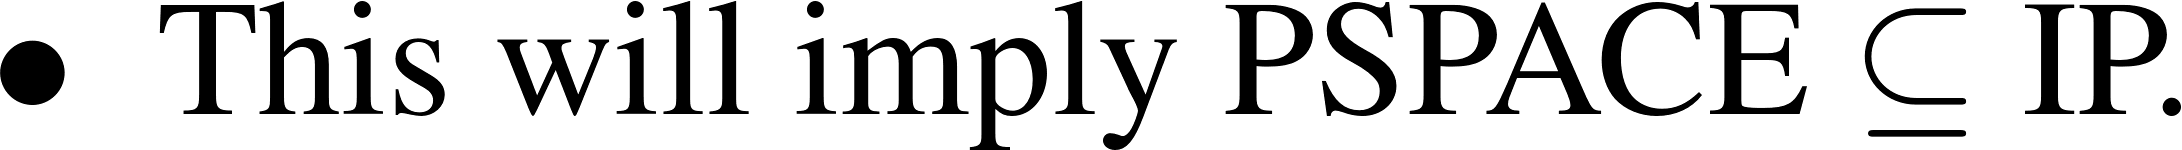 • This will imply PSPACE ⊆ IP.